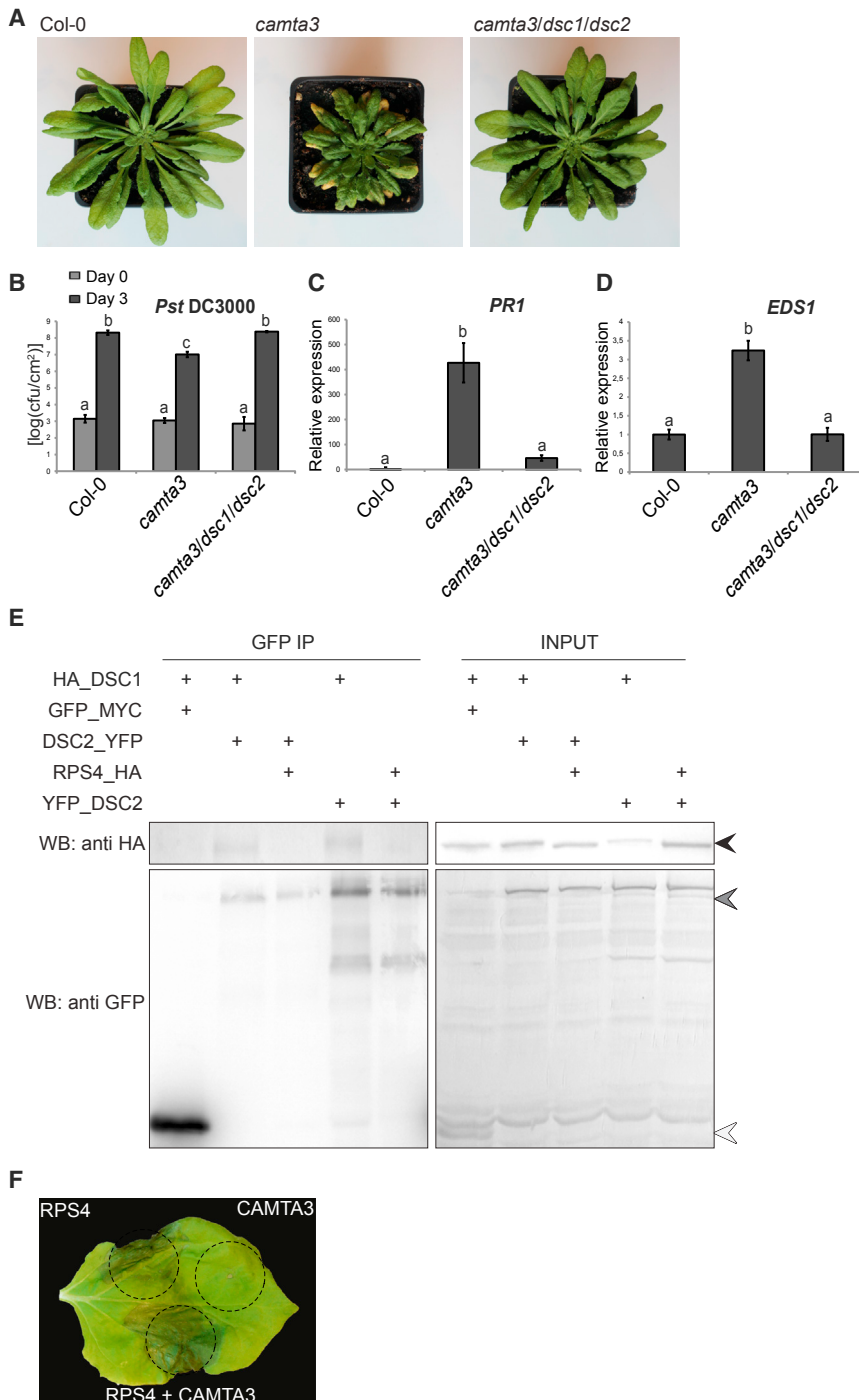 A
Col-0
camta3
camta3/dsc1/dsc2
B
Day 0
Day 3
Pst DC3000
[log(cfu/cm²)]
9
8
7
6
5
4
3
2
1
0
a
b
a
c
a
b
Col-0
camta3
camta3/dsc1/dsc2
C
PR1
Relative expression
600
500
400
300
200
100
0
a
b
a
Col-0
camta3
camta3/dsc1/dsc2
D
EDS1
Relative expression
4
3,5
3
2,5
2
1,5
1
0,5
0
a
b
a
Col-0
camta3
camta3/dsc1/dsc2
E
GFP IP
INPUT
HA_DSC1 + + + + + +
GFP_MYC + +
DSC2_YFP + + + +
RPS4_HA + + + +
YFP_DSC2 + + + +
WB: anti HA
WB: anti GFP
F
RPS4
CAMTA3
RPS4 + CAMTA3